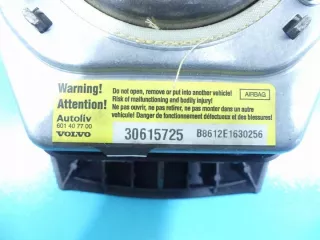 Warning!
Attention!
Do not open, remove or put into another vehicle!
Risk of malfunctioning and bodily injury!
Ne pas ouvrir, ne pas retirer, ne pas monter dans un autre
véhicule! Danger de fonctionnement défectueux et des blessures!
AIRBAG
Autoliv
601 40 77 00
VOLVO
30615725
B8612E1630256